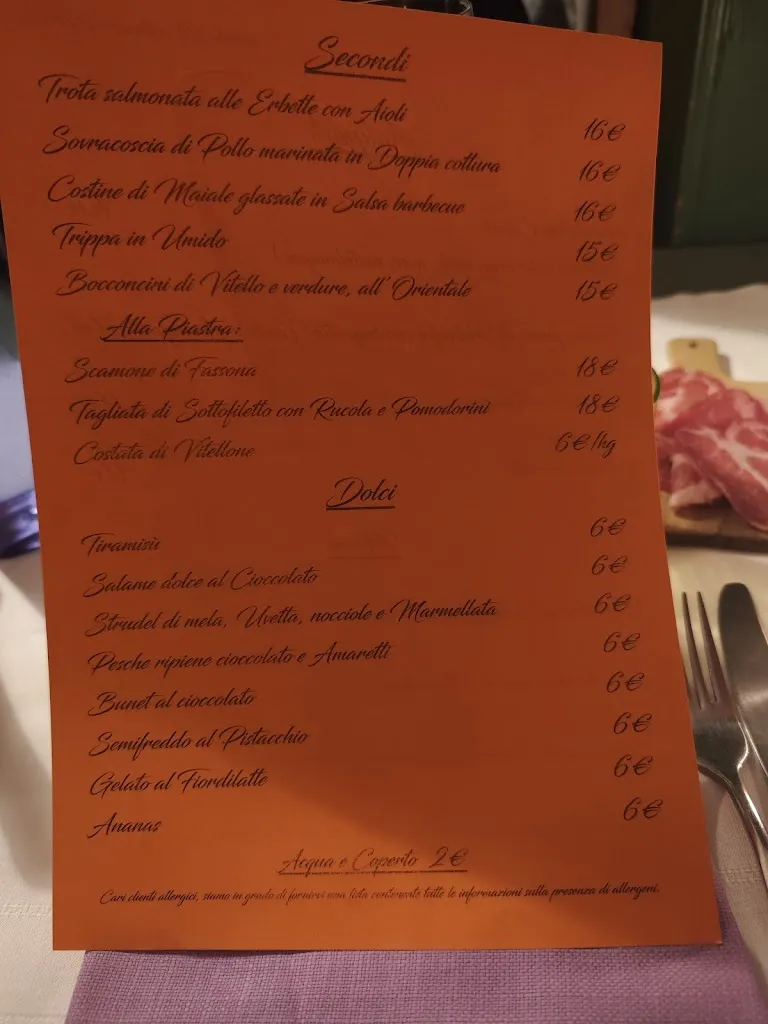 Secondi
Trota salmonata alle Erbette con Aioli 16€
Sovracoscia di Pollo marinata in Doppia cottura 16€
Costine di Maiale glassate in Salsa barbecue 16€
Trippa in Umido 15€
Bocconcini di Vitello e verdure, all' Orientale 15€
Alla Piastra:
Scamone di Fassona 18€
Tagliata di Sottofiletto con Rucola e Pomodorini 18€
Costata di Vitellone 6€/hg
Dolci
Tiramisù 6€
Salame dolce al Cioccolato 6€
Strudel di mela, Uvetta, nocciole e Marmellata 6€
Pesche ripiene cioccolato e Amaretti 6€
Bunet al cioccolato 6€
Semifreddo al Pistacchio 6€
Gelato al Fiordilatte 6€
Ananas 6€
Acqua e Coperto 2€
Cari clienti allergici, siamo in grado di fornirvi una lista contenente tutte le informazioni sulla presenza di allergeni.